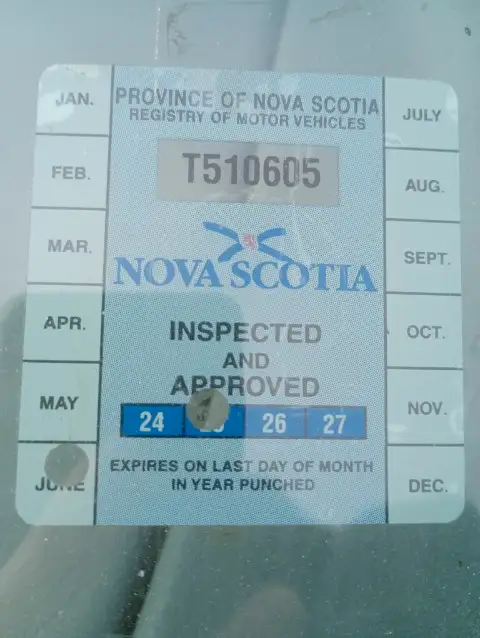 JAN.
FEB.
MAR.
APR.
MAY
JUNE
PROVINCE OF NOVA SCOTIA
REGISTRY OF MOTOR VEHICLES
T510605
NOVA SCOTIA
INSPECTED
AND
APPROVED
24 26 27
EXPIRES ON LAST DAY OF MONTH
IN YEAR PUNCHED
JULY
AUG.
SEPT.
OCT.
NOV.
DEC.